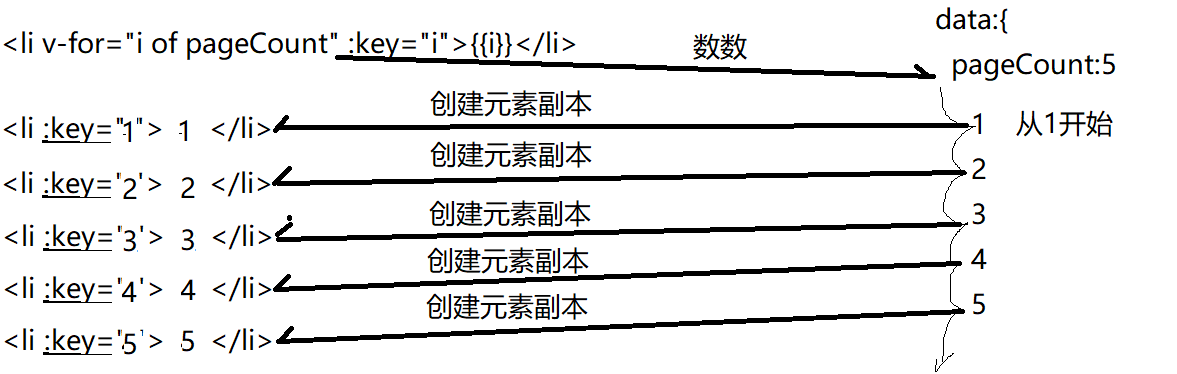 data:{
<li v-for="i of pageCount" :key="i">{{i}}</li>
数数
pageCount:5
创建元素副本
<li :key="1"> 1 </li>
1 从1开始
创建元素副本
<li :key='2'> 2 </li>
2
创建元素副本
<li :key='3'> 3 </li>
3
创建元素副本
<li :key='4'> 4 </li>
4
创建元素副本
<li :key='5'> 5 </li>
5